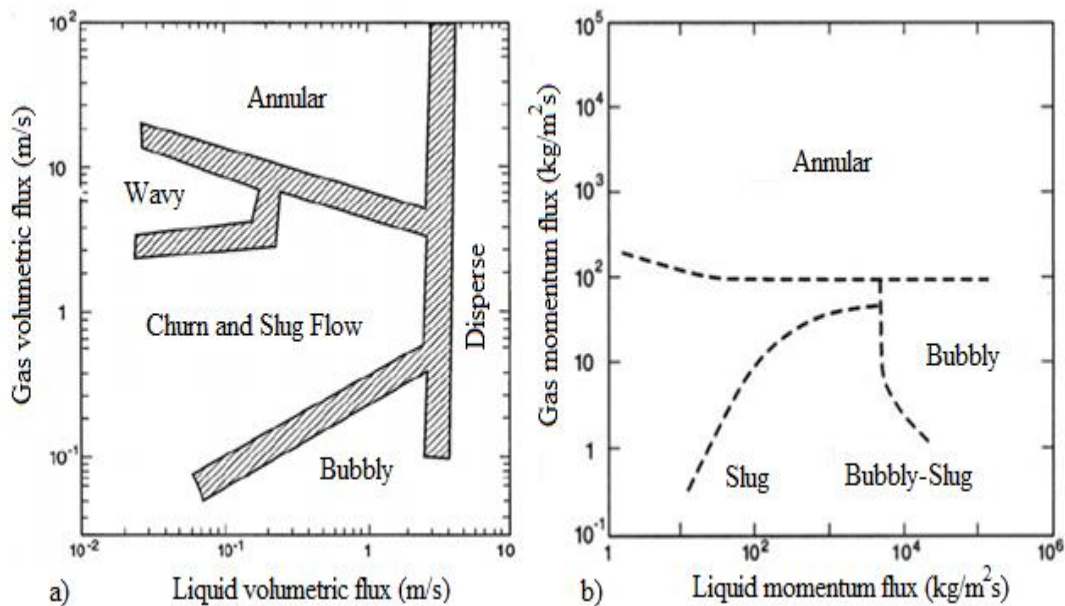 10²
10
1
10⁻¹
Gas volumetric flux (m/s)
Annular
Wavy
Churn and Slug Flow
Bubbly
Disperse
10⁻²
10⁻¹
1
10
a)
Liquid volumetric flux (m/s)
10⁵
10⁴
10³
10²
10
1
10⁻¹
Gas momentum flux (kg/m²s)
Annular
Bubbly
Slug
Bubbly-Slug
1
10²
10⁴
10⁶
b)
Liquid momentum flux (kg/m²s)